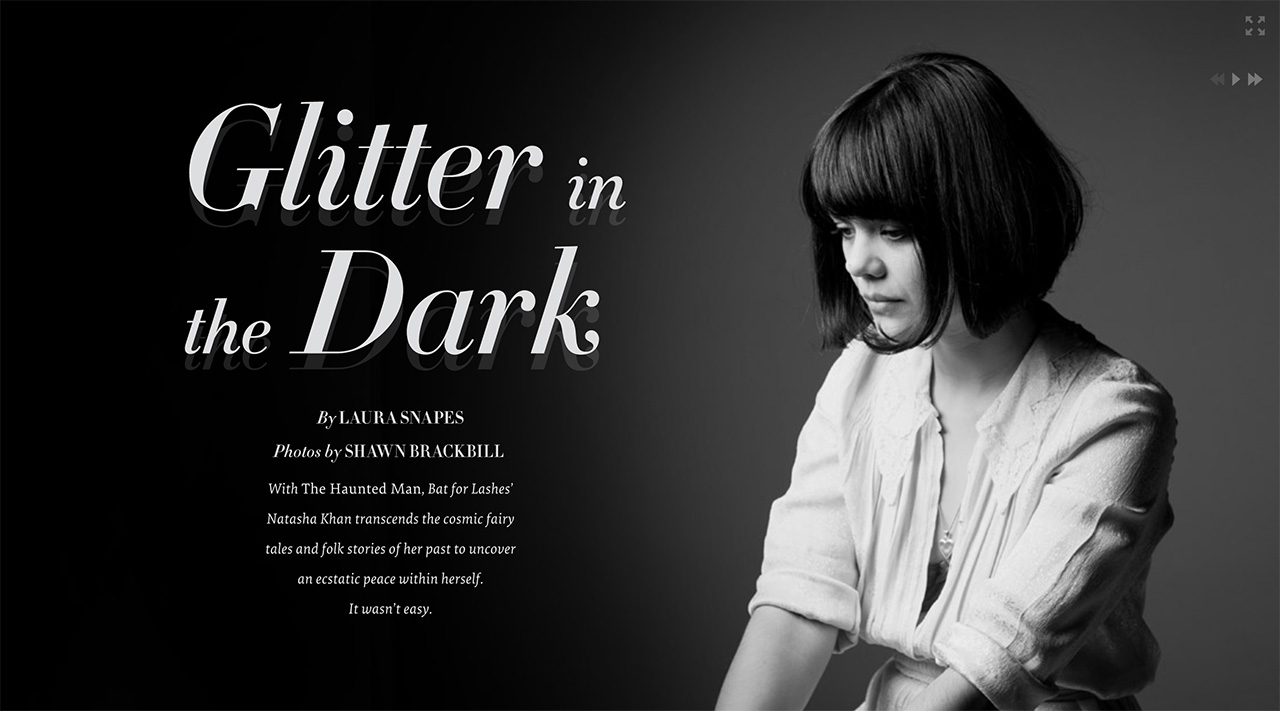 Glitter in
the Dark
By LAURA SNAPES
Photos by SHAWN BRACKBILL
With The Haunted Man, Bat for Lashes’
Natasha Khan transcends the cosmic fairy
tales and folk stories of her past to uncover
an ecstatic peace within herself.
It wasn’t easy.